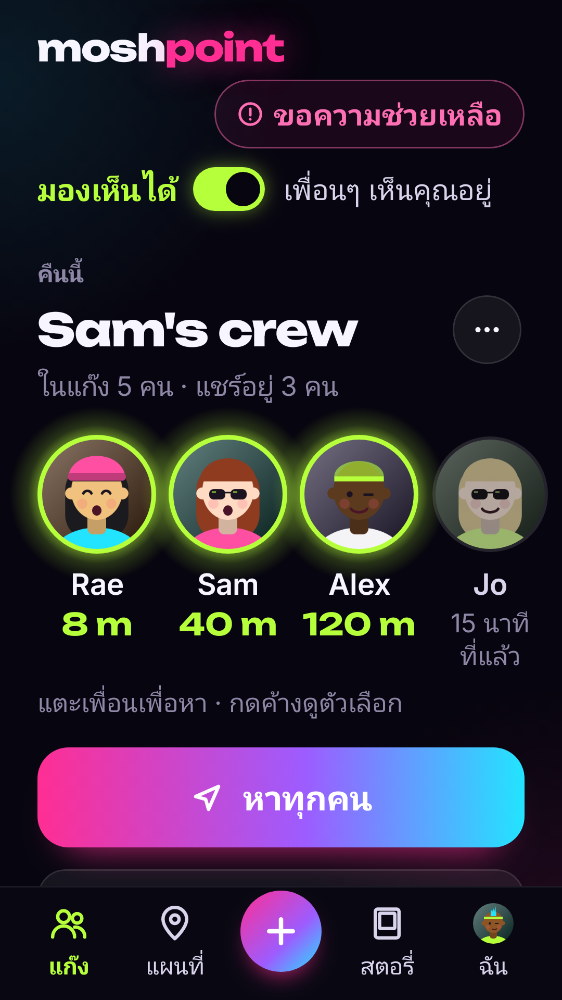 moshpoint
ขอความช่วยเหลือ
มองเห็นได้
เพื่อนๆ เห็นคุณอยู่
คืนนี้
Sam's crew
ในแก๊ง 5 คน · แชร์อยู่ 3 คน
Rae
8 m
Sam
40 m
Alex
120 m
Jo
15 นาที
ที่แล้ว
แตะเพื่อนเพื่อหา · กดค้างดูตัวเลือก
หาทุกคน
แก๊ง
แผนที่
สตอรี่
ฉัน